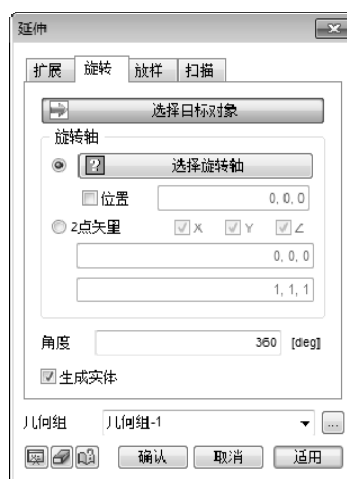 延伸
扩展 旋转 放样 扫描
选择目标对象
旋转轴
选择旋转轴
位置 0, 0, 0
2点矢量 X Y Z
0, 0, 0
1, 1, 1
角度 360 [deg]
生成实体
几何组 几何组-1 ...
确认 取消 适用